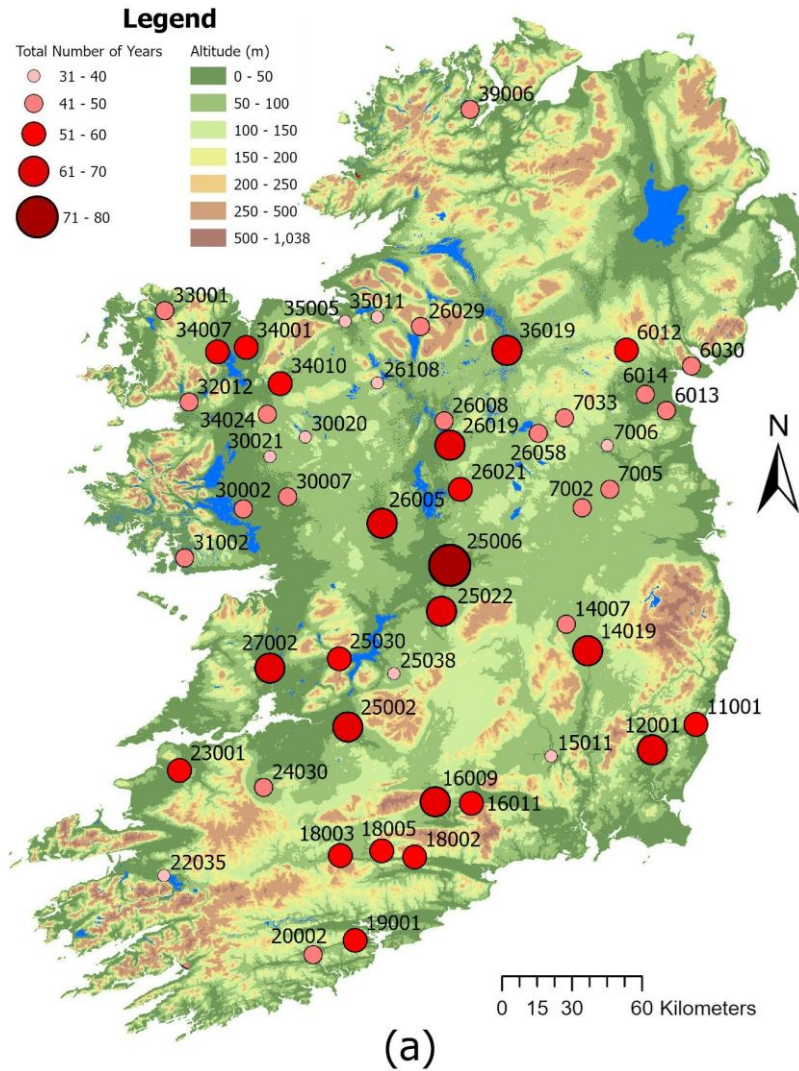 Legend
Total Number of Years
31 - 40
41 - 50
51 - 60
61 - 70
71 - 80
Altitude (m)
0 - 50
50 - 100
100 - 150
150 - 200
200 - 250
250 - 500
500 - 1,038
39006
33001
35005
35011
26029
34007
34001
36019
6012
6030
34010
26108
32012
6014
6013
34024
30020
26008
7033
26019
26058
7006
30021
30007
26021
7005
30002
26005
7002
N
31002
25006
25022
14007
14019
27002
25030
25038
25002
11001
12001
23001
15011
24030
16009
16011
18003
18005
18002
22035
19001
20002
0 15 30 60 Kilometers
(a)